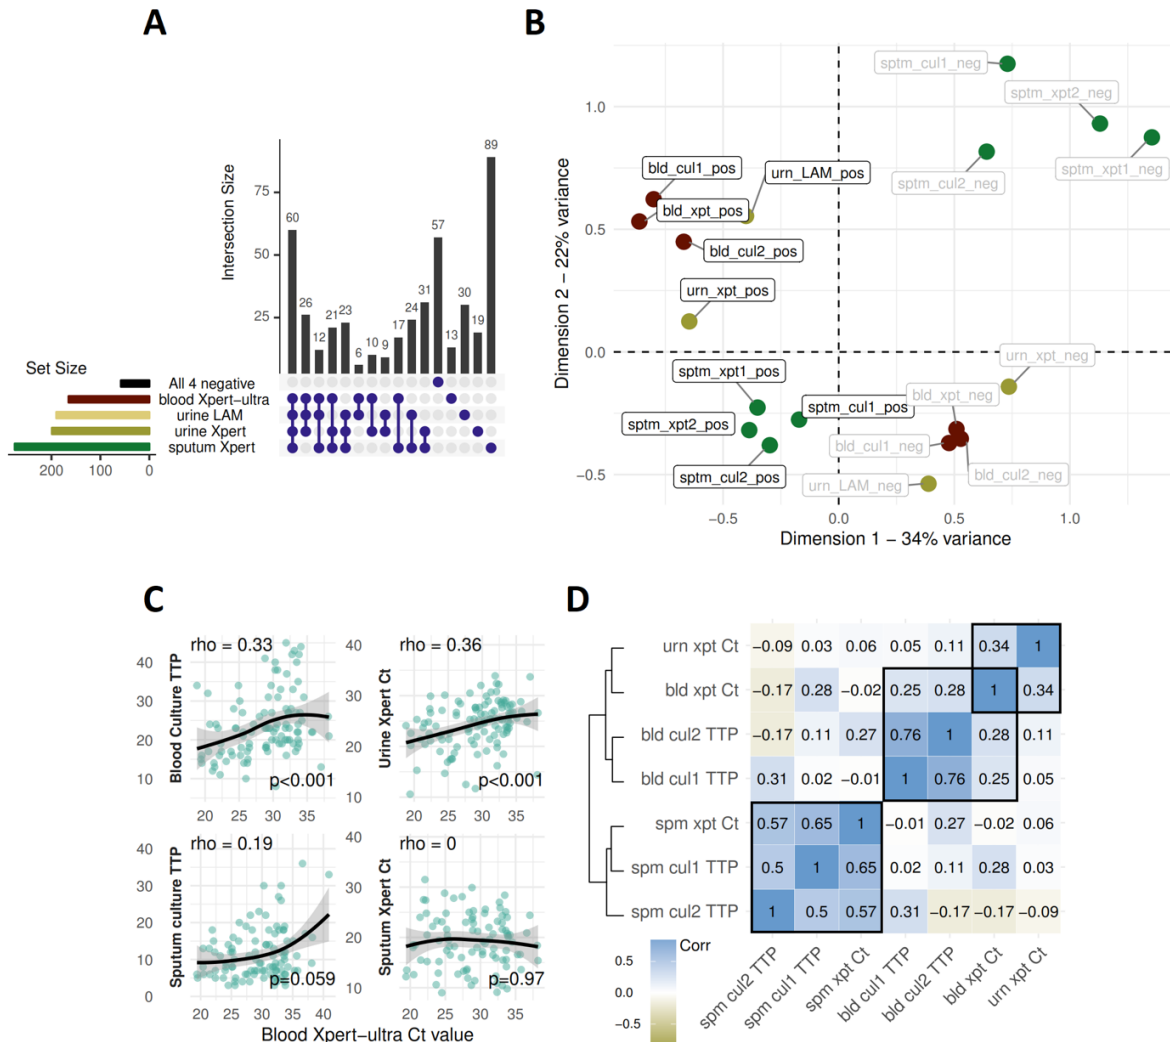 A
Intersection Size
75
50
25
60
26
12
21
23
6
10
9
17
24
31
57
13
30
19
89
Set Size
All 4 negative
blood Xpert-ultra
urine LAM
urine Xpert
sputum Xpert
200 100 0
B
Dimension 2 − 22% variance
1.0
0.5
0.0
−0.5
sptm_cul1_neg
sptm_xpt2_neg
sptm_xpt1_neg
sptm_cul2_neg
bld_cul1_pos
urn_LAM_pos
bld_xpt_pos
bld_cul2_pos
urn_xpt_pos
urn_xpt_neg
sptm_xpt1_pos
bld_xpt_neg
sptm_cul1_pos
sptm_xpt2_pos
bld_cul1_neg
sptm_cul2_pos
bld_cul2_neg
urn_LAM_neg
−0.5 0.0 0.5 1.0
Dimension 1 − 34% variance
C
Blood Culture TTP
rho = 0.33
p<0.001
45
40
35
30
25
20
15
10
20 25 30 35 40
Urine Xpert Ct
rho = 0.36
p<0.001
40
30
20
10
20 25 30 35
Sputum culture TTP
rho = 0.19
p=0.059
40
30
20
10
0
20 25 30 35 40
Sputum Xpert Ct
rho = 0
p=0.97
40
30
20
10
20 25 30 35
Blood Xpert−ultra Ct value
D
urn xpt Ct −0.09 0.03 0.06 0.05 0.11 0.34 1
bld xpt Ct −0.17 0.28 −0.02 0.25 0.28 1 0.34
bld cul2 TTP −0.17 0.11 0.27 0.76 1 0.28 0.11
bld cul1 TTP 0.31 0.02 −0.01 1 0.76 0.25 0.05
spm xpt Ct 0.57 0.65 1 −0.01 0.27 −0.02 0.06
spm cul1 TTP 0.5 1 0.65 0.02 0.11 0.28 0.03
spm cul2 TTP 1 0.5 0.57 0.31 −0.17 −0.17 −0.09
Corr
0.5
0.0
−0.5
spm cul2 TTP
spm cul1 TTP
spm xpt Ct
bld cul1 TTP
bld cul2 TTP
bld xpt Ct
urn xpt Ct